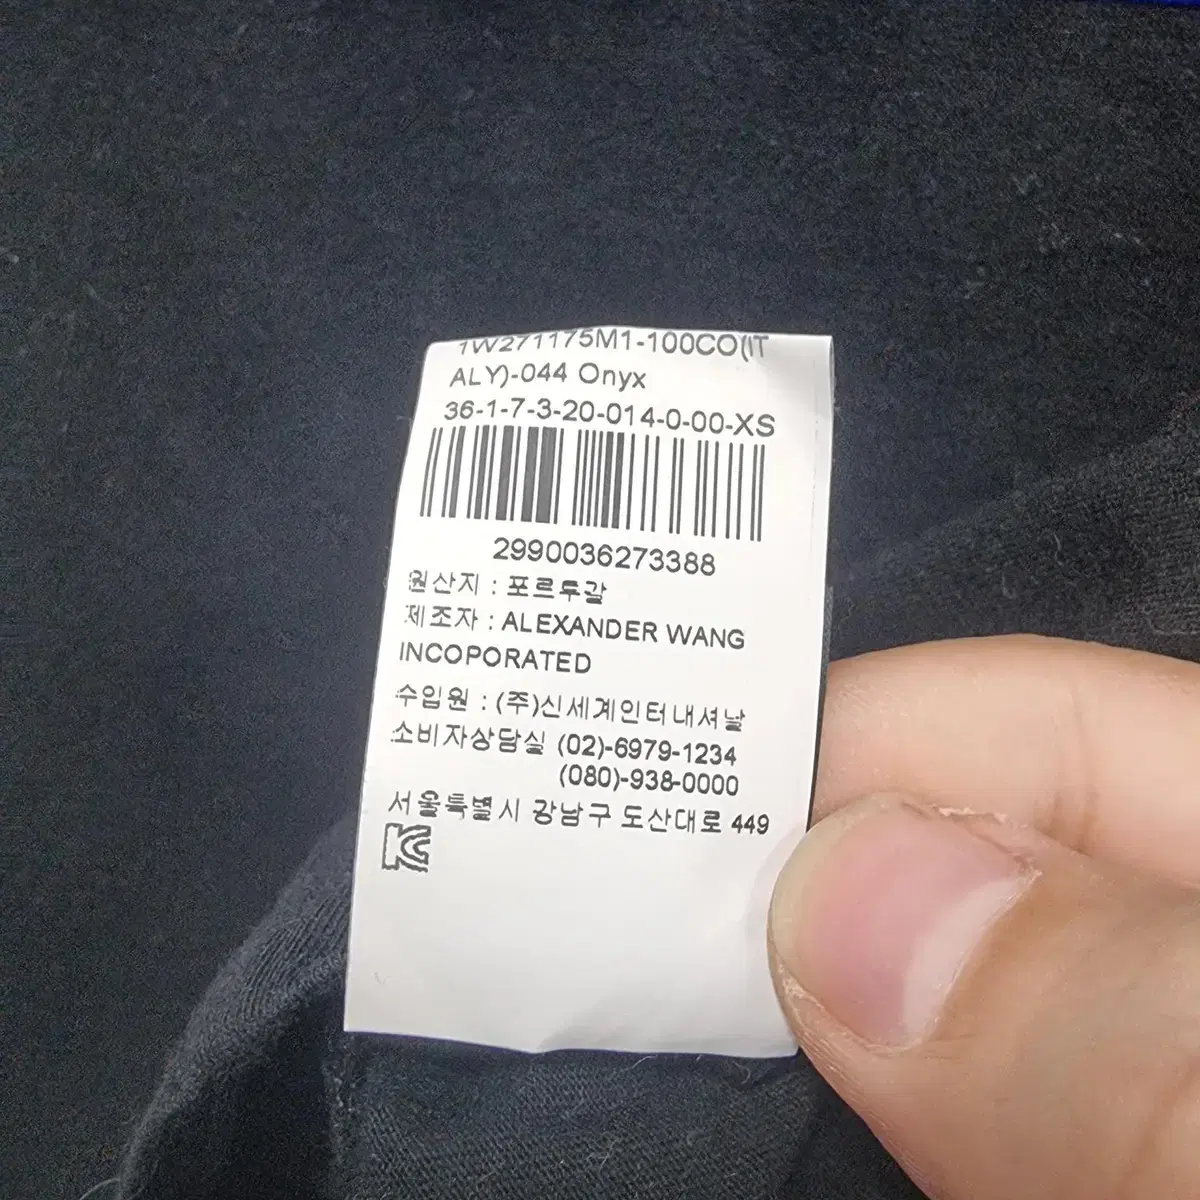 1W271175M1-100CO(IT
ALY)-044 Onyx
36-1-7-3-20-014-0-00-XS
2990036273388
원산지 : 포르투갈
제조자 : ALEXANDER WANG
INCOPORATED
수입원 : (주)신세계인터내셔날
소비자상담실 (02)-6979-1234
(080)-938-0000
서울특별시 강남구 도산대로 449
KC